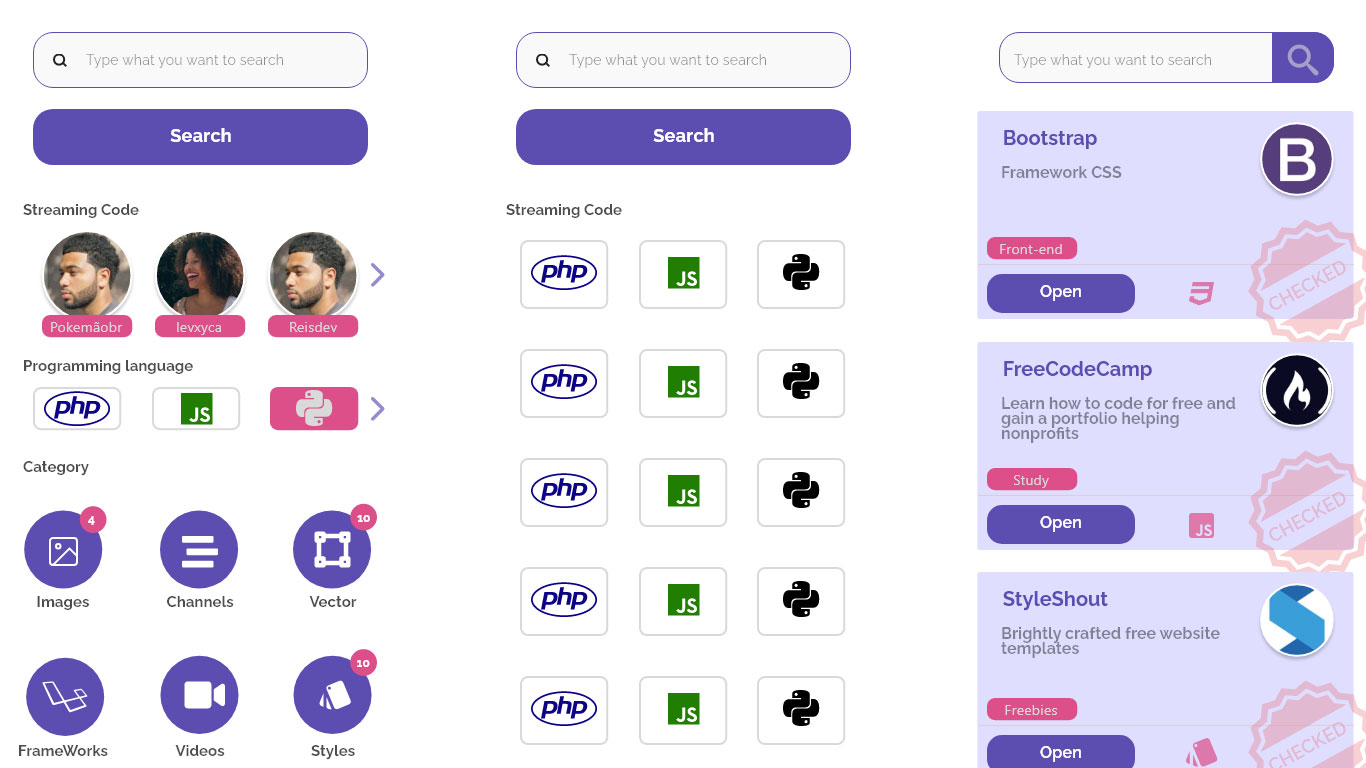 Type what you want to search
Search
Streaming Code
Pokemãobr
levxyca
Reisdev
Programming language
php
JS
Category
4
10
Images
Channels
Vector
10
FrameWorks
Videos
Styles
Type what you want to search
Search
Streaming Code
php
JS
php
JS
php
JS
php
JS
php
JS
Type what you want to search
Bootstrap
B
Framework CSS
Front-end
CHECKED
Open
FreeCodeCamp
Learn how to code for free and
gain a portfolio helping
nonprofits
Study
CHECKED
Open
JS
StyleShout
Brightly crafted free website
templates
Freebies
CHECKED
Open